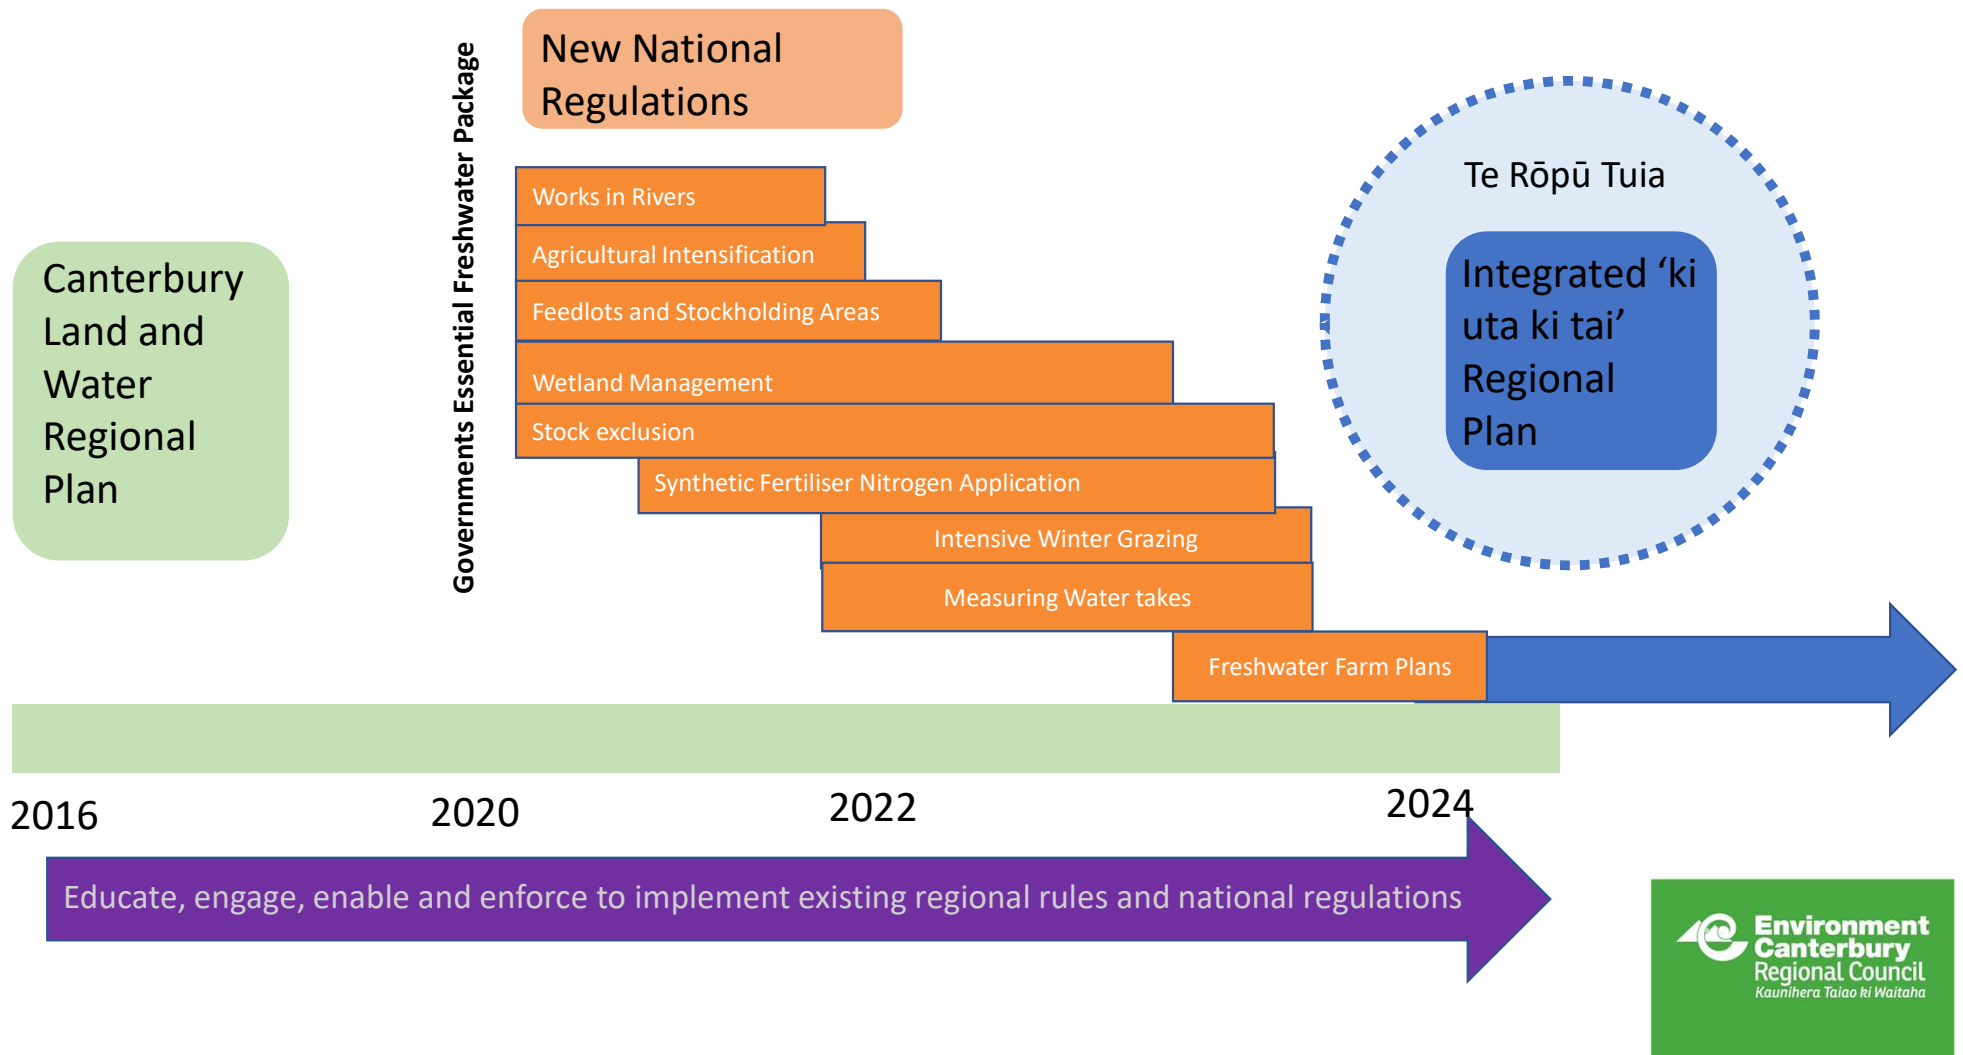 New National
Regulations
Governments Essential Freshwater Package
Canterbury
Land and
Water
Regional
Plan
Works in Rivers
Agricultural Intensification
Feedlots and Stockholding Areas
Wetland Management
Stock exclusion
Synthetic Fertiliser Nitrogen Application
Intensive Winter Grazing
Measuring Water takes
Freshwater Farm Plans
Te Rōpū Tuia
Integrated ‘ki
uta ki tai’
Regional
Plan
2016
2020
2022
2024
Educate, engage, enable and enforce to implement existing regional rules and national regulations
Environment
Canterbury
Regional Council
Kaunihera Taiao ki Waitaha